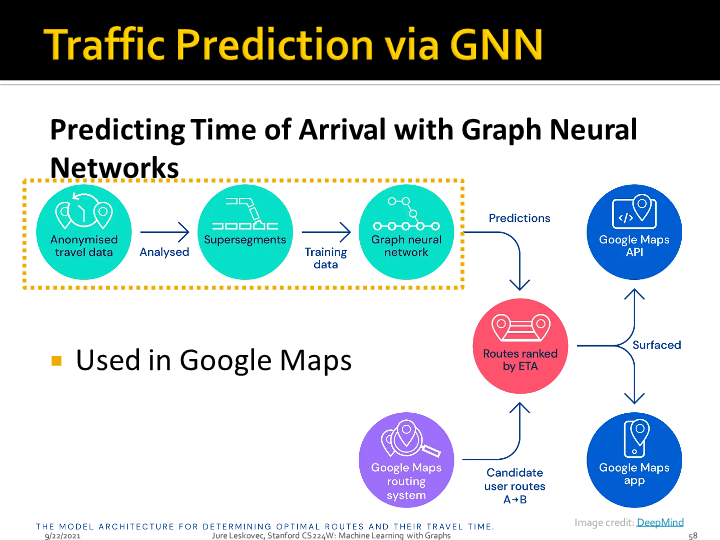 Traffic Prediction via GNN
Predicting Time of Arrival with Graph Neural
Networks
Anonymised
travel data
Analysed
Supersegments
Training
data
Graph neural
network
Predictions
Google Maps
API
Routes ranked
by ETA
Surfaced
Used in Google Maps
Google Maps
routing
system
Candidate
user routes
A→B
Google Maps
app
THE MODEL ARCHITECTURE FOR DETERMINING OPTIMAL ROUTES AND THEIR TRAVEL TIME.
Image credit: DeepMind
9/22/2021
Jure Leskovec, Stanford CS224W: Machine Learning with Graphs
58